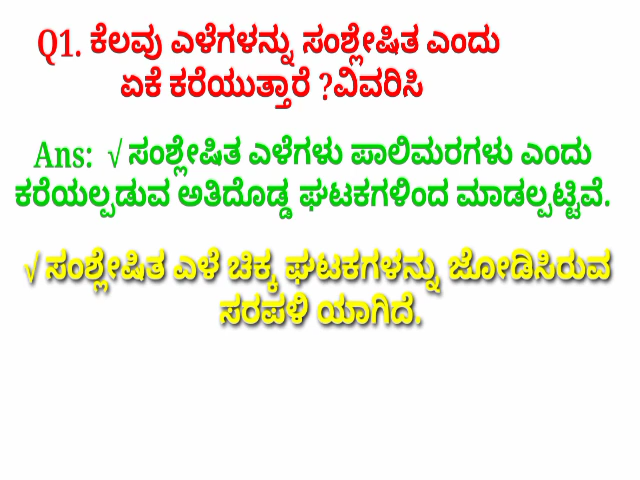 Q1. ಕೆಲವು ಎಳೆಗಳನ್ನು ಸಂಶ್ಲೇಷಿತ ಎಂದು
ಏಕೆ ಕರೆಯುತ್ತಾರೆ ?ವಿವರಿಸಿ
Ans: √ ಸಂಶ್ಲೇಷಿತ ಎಳೆಗಳು ಪಾಲಿಮರಗಳು ಎಂದು
ಕರೆಯಲ್ಪಡುವ ಅತಿದೊಡ್ಡ ಘಟಕಗಳಿಂದ ಮಾಡಲ್ಪಟ್ಟಿವೆ.
√ ಸಂಶ್ಲೇಷಿತ ಎಳೆ ಚಿಕ್ಕ ಘಟಕಗಳನ್ನು ಜೋಡಿಸಿರುವ
ಸರಪಳಿ ಯಾಗಿದೆ.